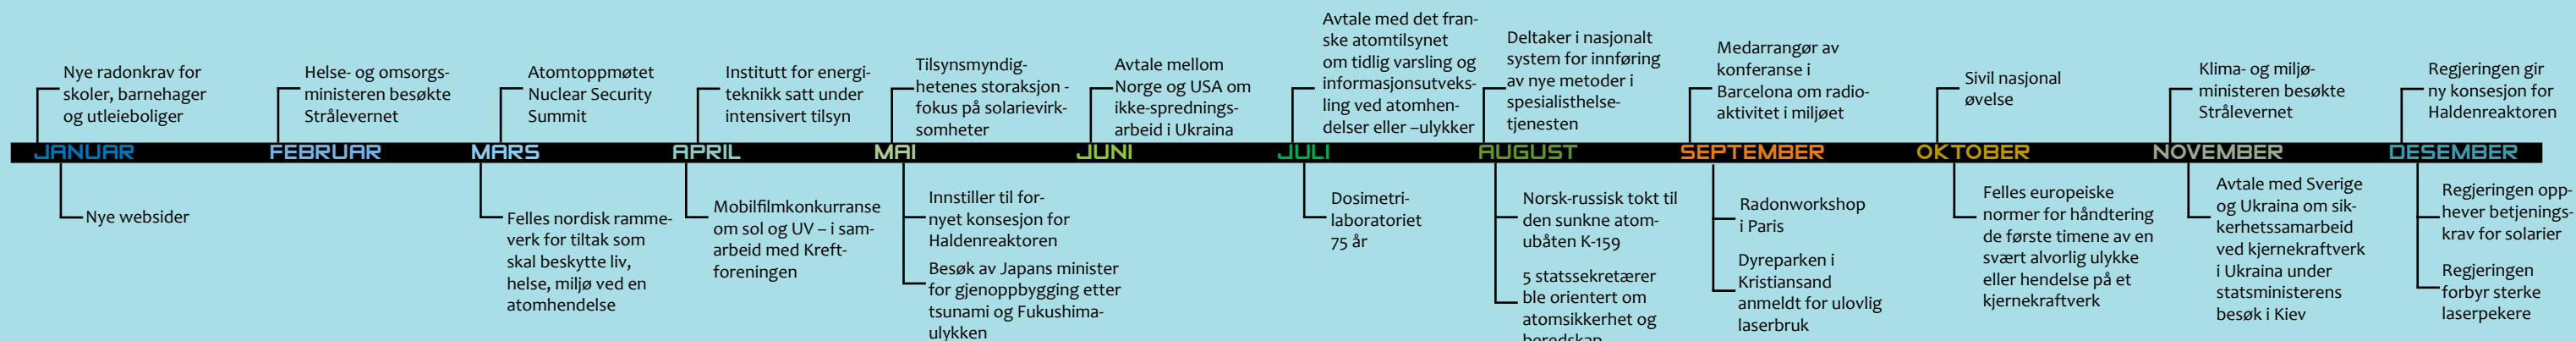 Nye radonkrav for
skoler, barnehager
og utleieboliger
Helse- og omsorgs-
ministeren besøkte
Strålevernet
Atomtoppmøtet
Nuclear Security
Summit
Institutt for energi-
teknikk satt under
intensivert tilsyn
Tilsynsmyndig-
hetenes storaksjon -
fokus på solarievirk-
somheter
Avtale mellom
Norge og USA om
ikke-sprednings-
arbeid i Ukraina
Avtale med det fran-
ske atomtilsynet
om tidlig varsling og
informasjonsutveks-
ling ved atomhen-
delser eller –ulykker
Deltaker i nasjonalt
system for innføring
av nye metoder i
spesialisthelse-
tjenesten
Medarrangør av
konferanse i
Barcelona om radio-
aktivitet i miljøet
Sivil nasjonal
øvelse
Klima- og miljø-
ministeren besøkte
Strålevernet
Regjeringen gir
ny konsesjon for
Haldenreaktoren
JANUAR FEBRUAR MARS APRIL MAI JUNI JULI AUGUST SEPTEMBER OKTOBER NOVEMBER DESEMBER
Nye websider
Felles nordisk ramme-
verk for tiltak som
skal beskytte liv,
helse, miljø ved en
atomhendelse
Mobilfilmkonkurranse
om sol og UV – i sam-
arbeid med Kreft-
foreningen
Innstiller til for-
nyet konsesjon for
Haldenreaktoren
Besøk av Japans minister
for gjenoppbygging etter
tsunami og Fukushima-
ulykken
Dosimetri-
laboratoriet
75 år
Norsk-russisk tokt til
den sunkne atom-
ubåten K-159
5 statssekretærer
ble orientert om
atomsikkerhet og
beredskap
Radonworkshop
i Paris
Dyreparken i
Kristiansand
anmeldt for ulovlig
laserbruk
Felles europeiske
normer for håndtering
de første timene av en
svært alvorlig ulykke
eller hendelse på et
kjernekraftverk
Avtale med Sverige
og Ukraina om sik-
kerhetssamarbeid
ved kjernekraftverk
i Ukraina under
statsministerens
besøk i Kiev
Regjeringen opp-
hever betjenings-
krav for solarier
Regjeringen
forbyr sterke
laserpekere